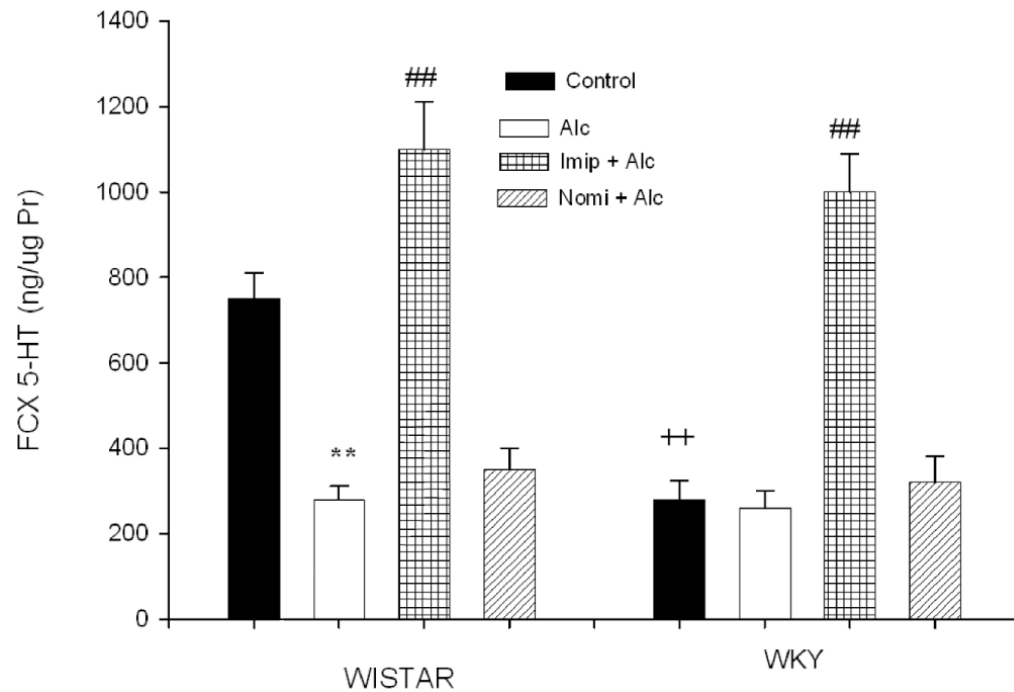 FCX 5-HT (ng/ug Pr)
1400
1200
1000
800
600
400
200
0
##
**
++
##
Control
Alc
Imip + Alc
Nomi + Alc
WISTAR
WKY